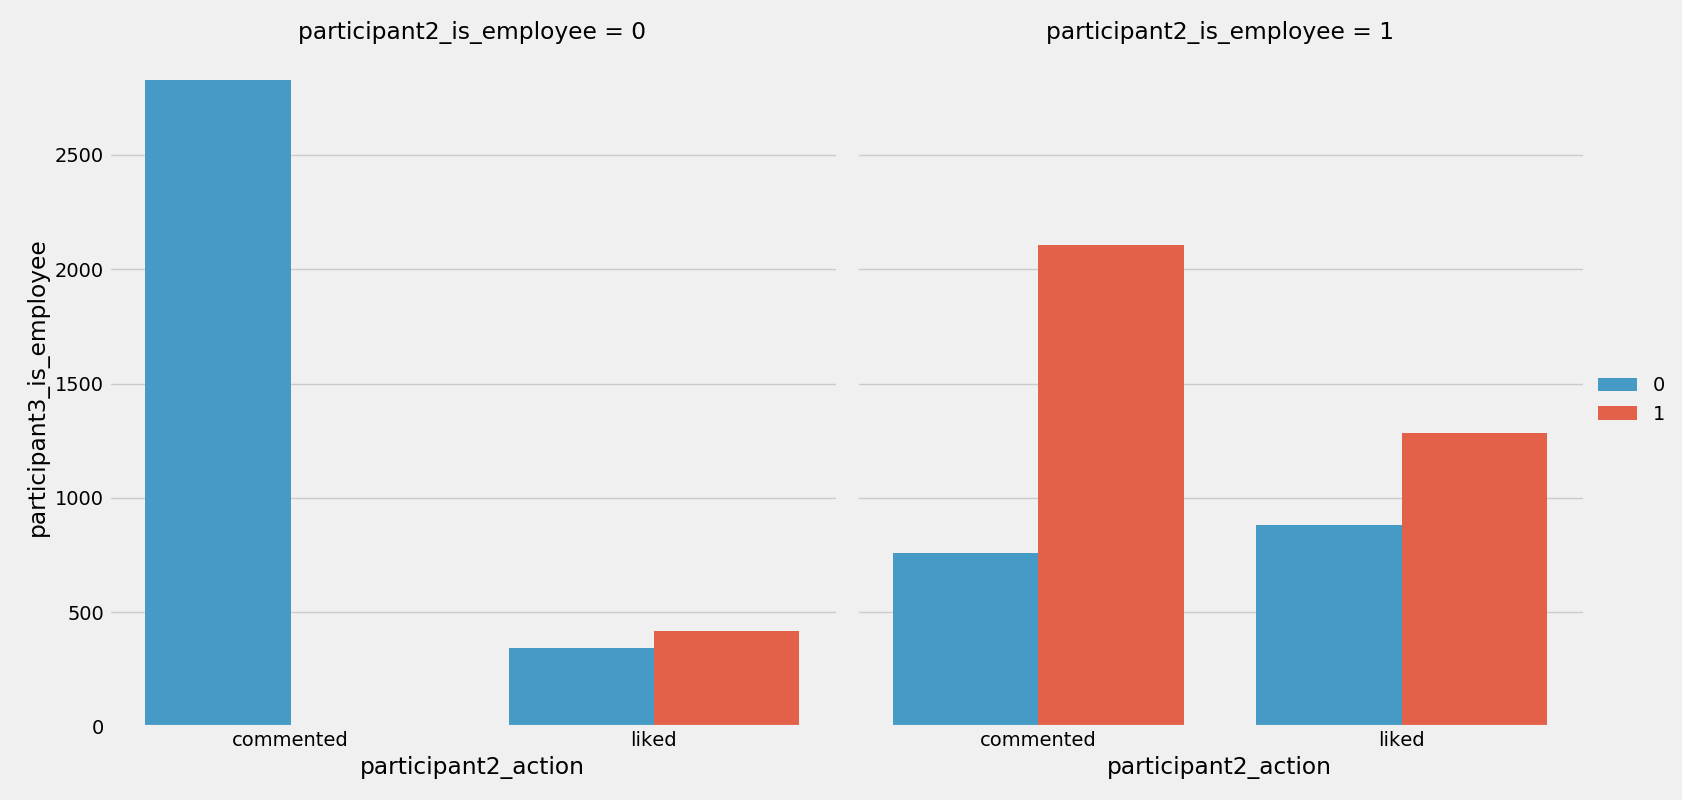 participant2_is_employee = 0
participant2_is_employee = 1
participant3_is_employee
2500
2000
1500
1000
500
0
commented
liked
commented
liked
participant2_action
participant2_action
0
1